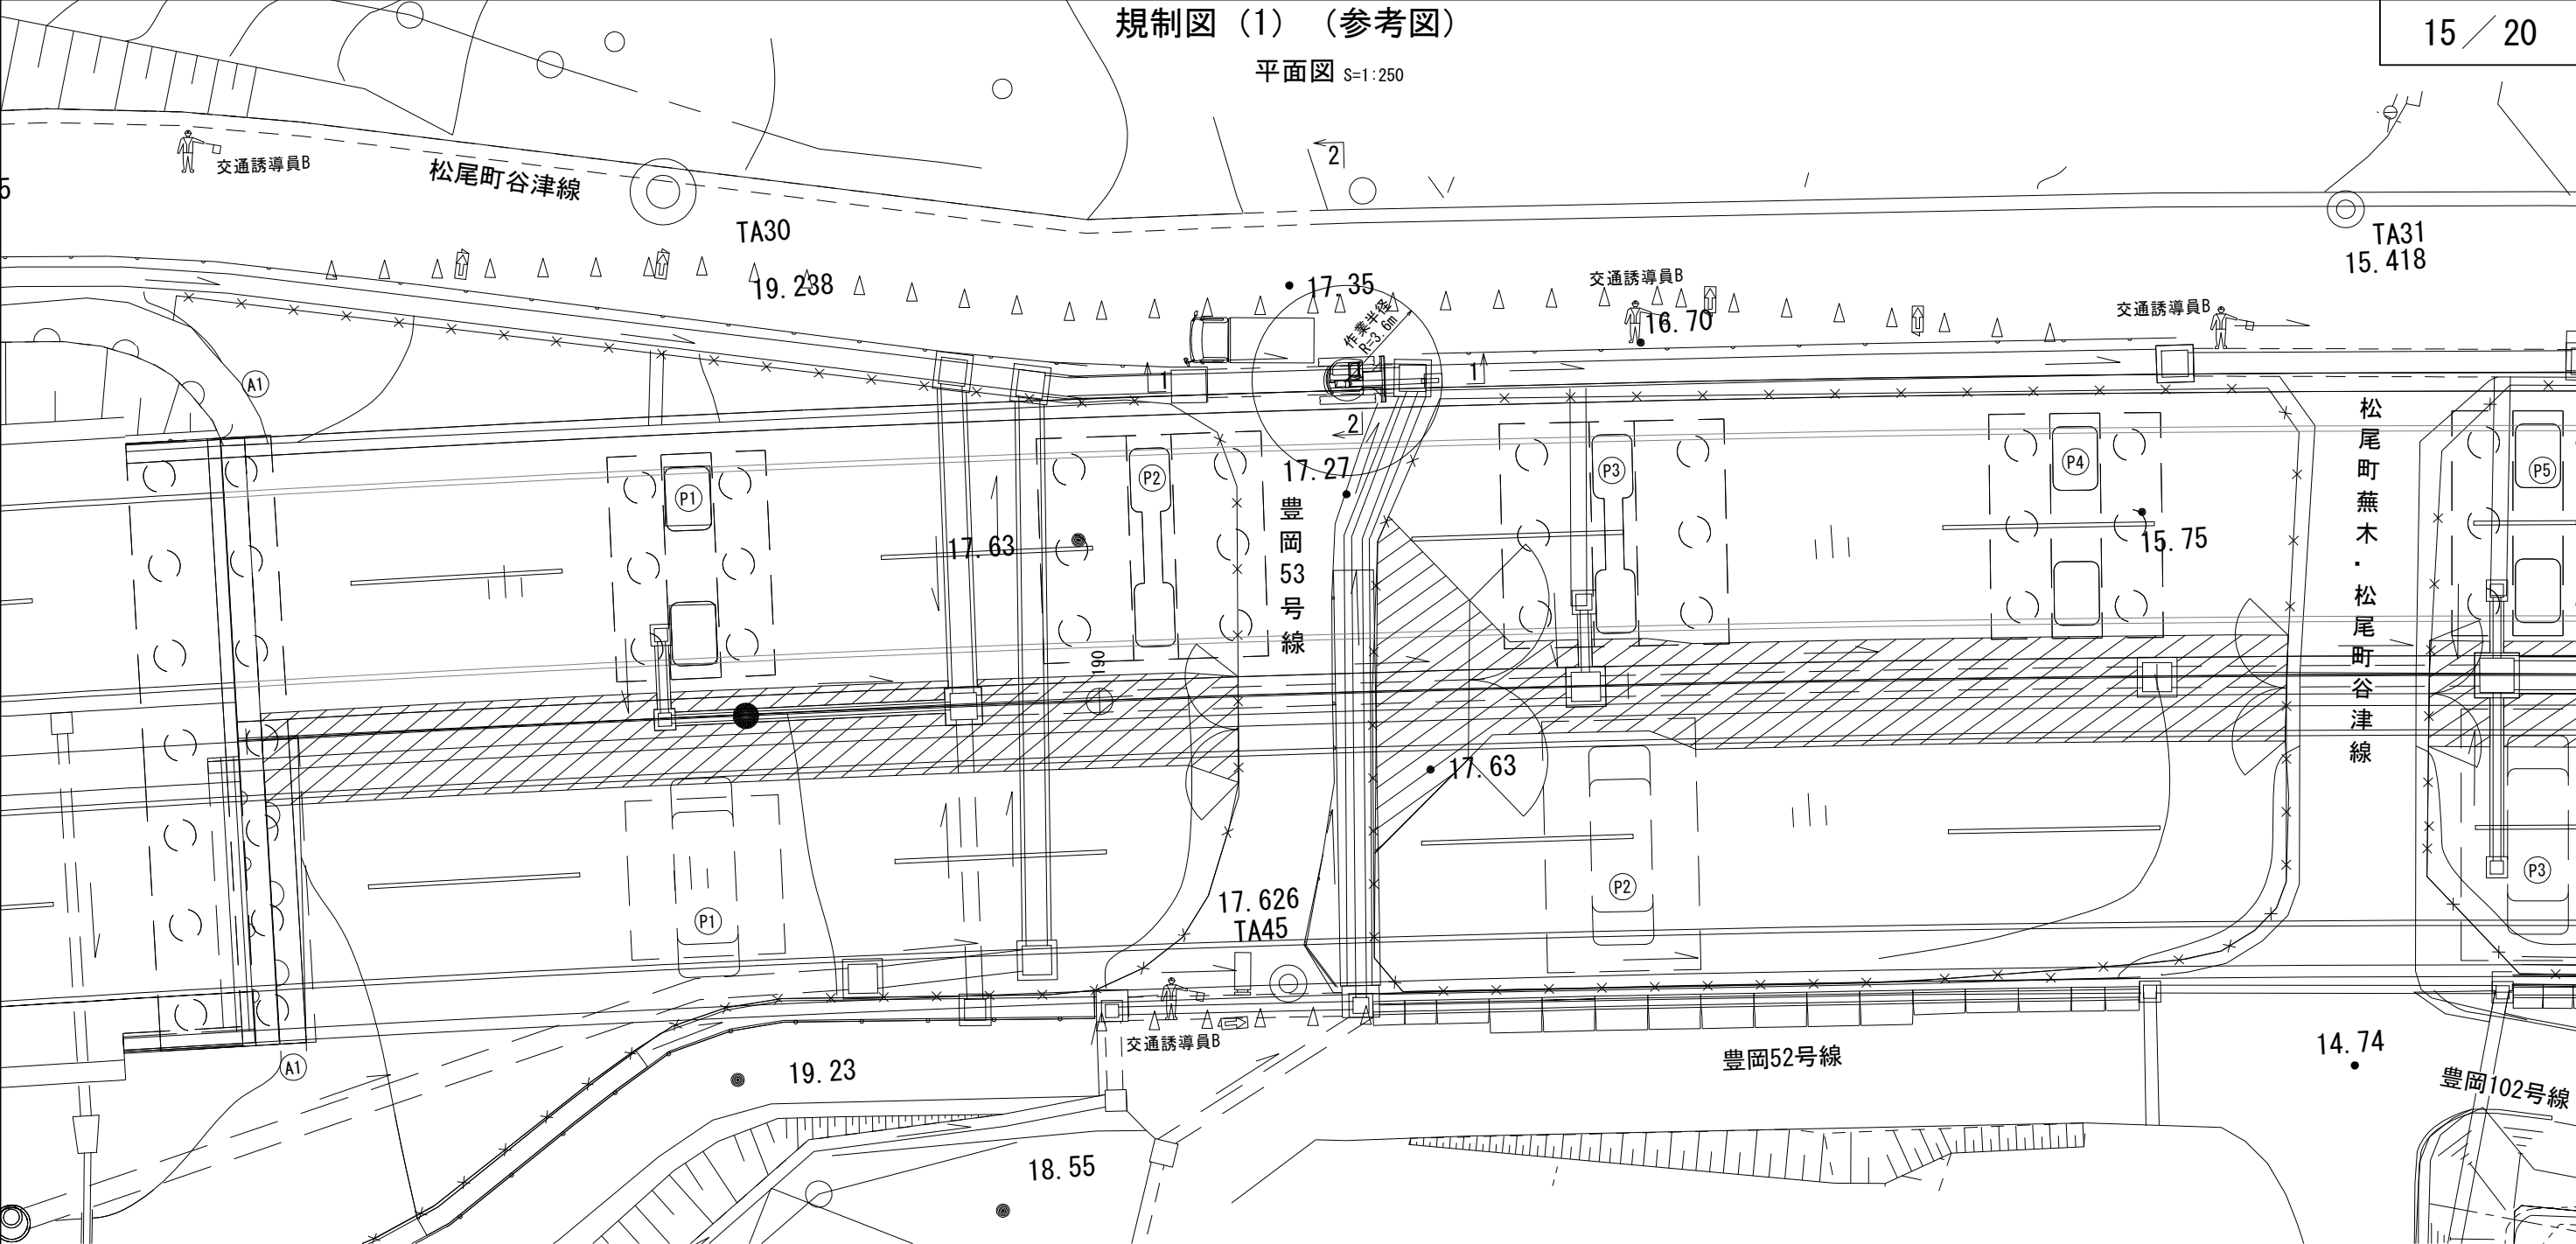 規制図（1）（参考図）
15／20
平面図 S=1:250
交通誘導員B
松尾町谷津線
5
TA30
19.238
2
17.35
作業半径
R=3.6m
交通誘導員B
16.70
交通誘導員B
TA31
15.418
1
1
2
A1
P1
P2
17.27
P3
P4
P5
17.63
豊岡53号線
15.75
松尾町蕪木・松尾町谷津線
190
17.63
P1
P2
P3
17.626
TA45
交通誘導員B
A1
19.23
豊岡52号線
14.74
豊岡102号線
18.55